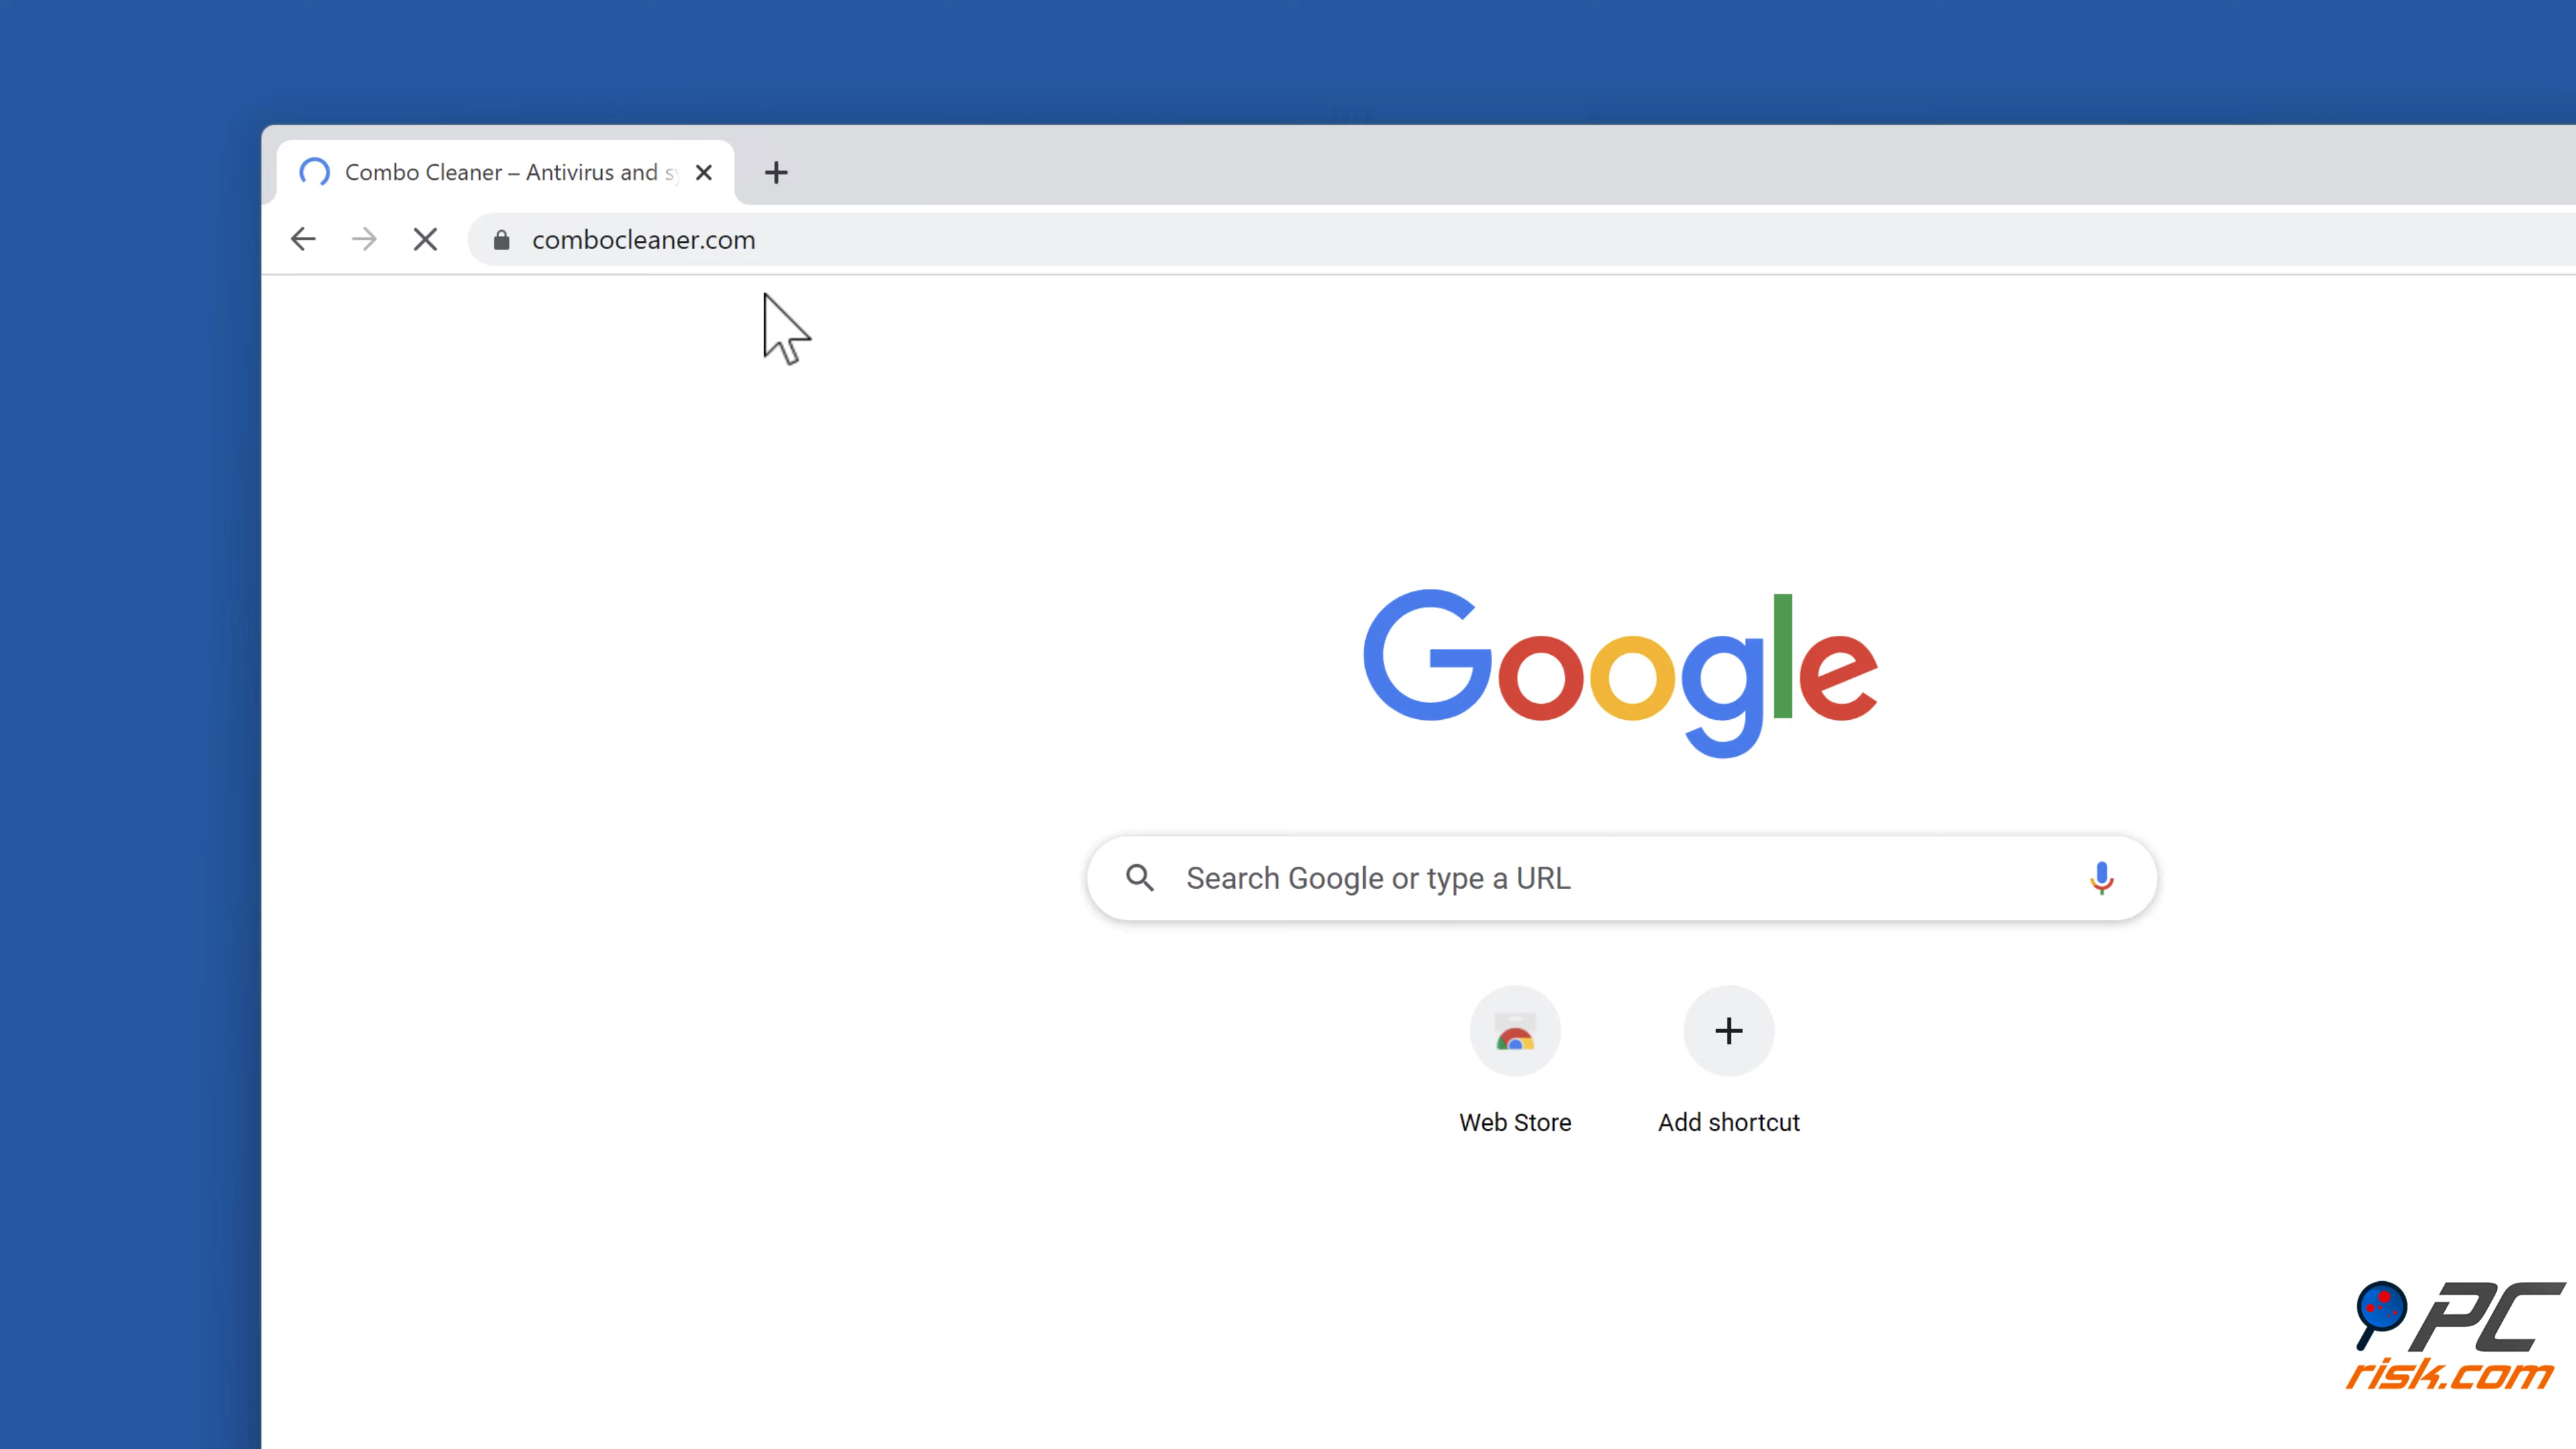 Combo Cleaner – Antivirus and sy
combocleaner.com
Google
Search Google or type a URL
Web Store
Add shortcut
PC
risk.com